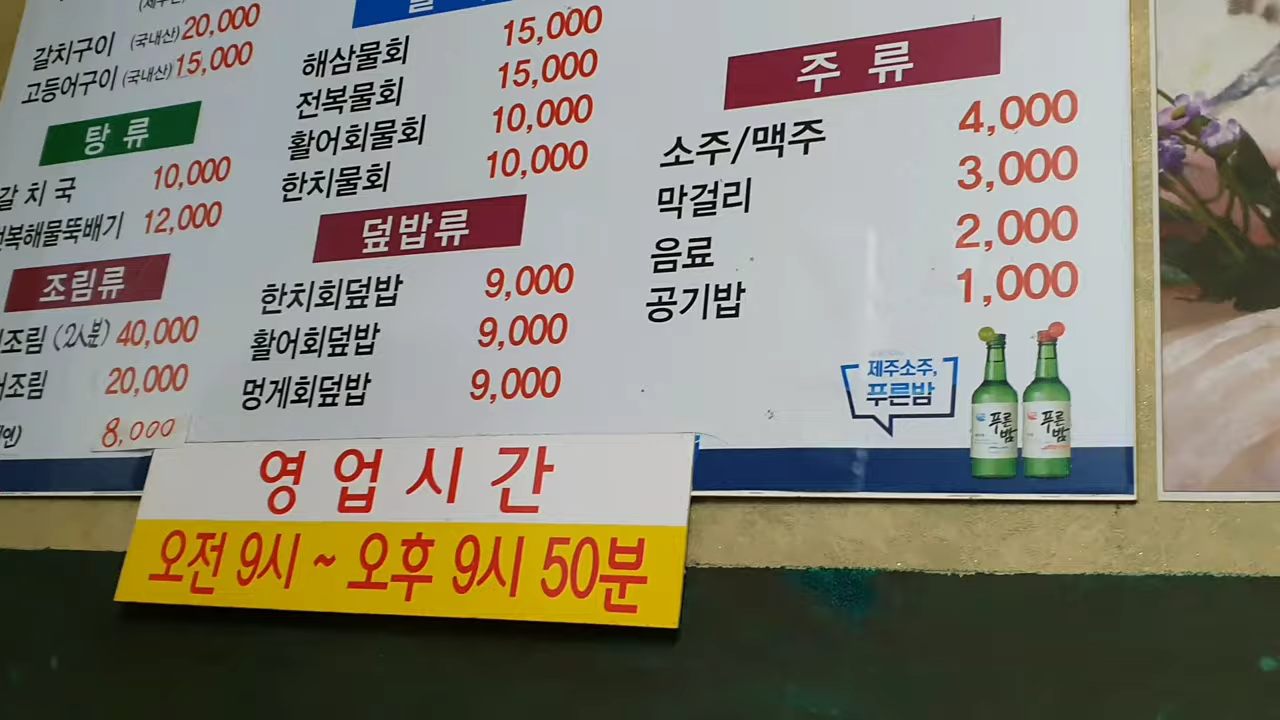 갈치구이 (국내산) 20,000
고등어구이 (국내산) 15,000
탕 류
갈 치 국 10,000
전복해물뚝배기 12,000
조림류
조림 (2人분) 40,000
조림 20,000
8,000
해삼물회 15,000
전복물회 15,000
활어회물회 10,000
한치물회 10,000
덮밥류
한치회덮밥 9,000
활어회덮밥 9,000
멍게회덮밥 9,000
주 류
소주/맥주 4,000
막걸리 3,000
음료 2,000
공기밥 1,000
제주소주,
푸른밤
푸른밤
푸른밤
영 업 시 간
오전 9시 ~ 오후 9시 50분